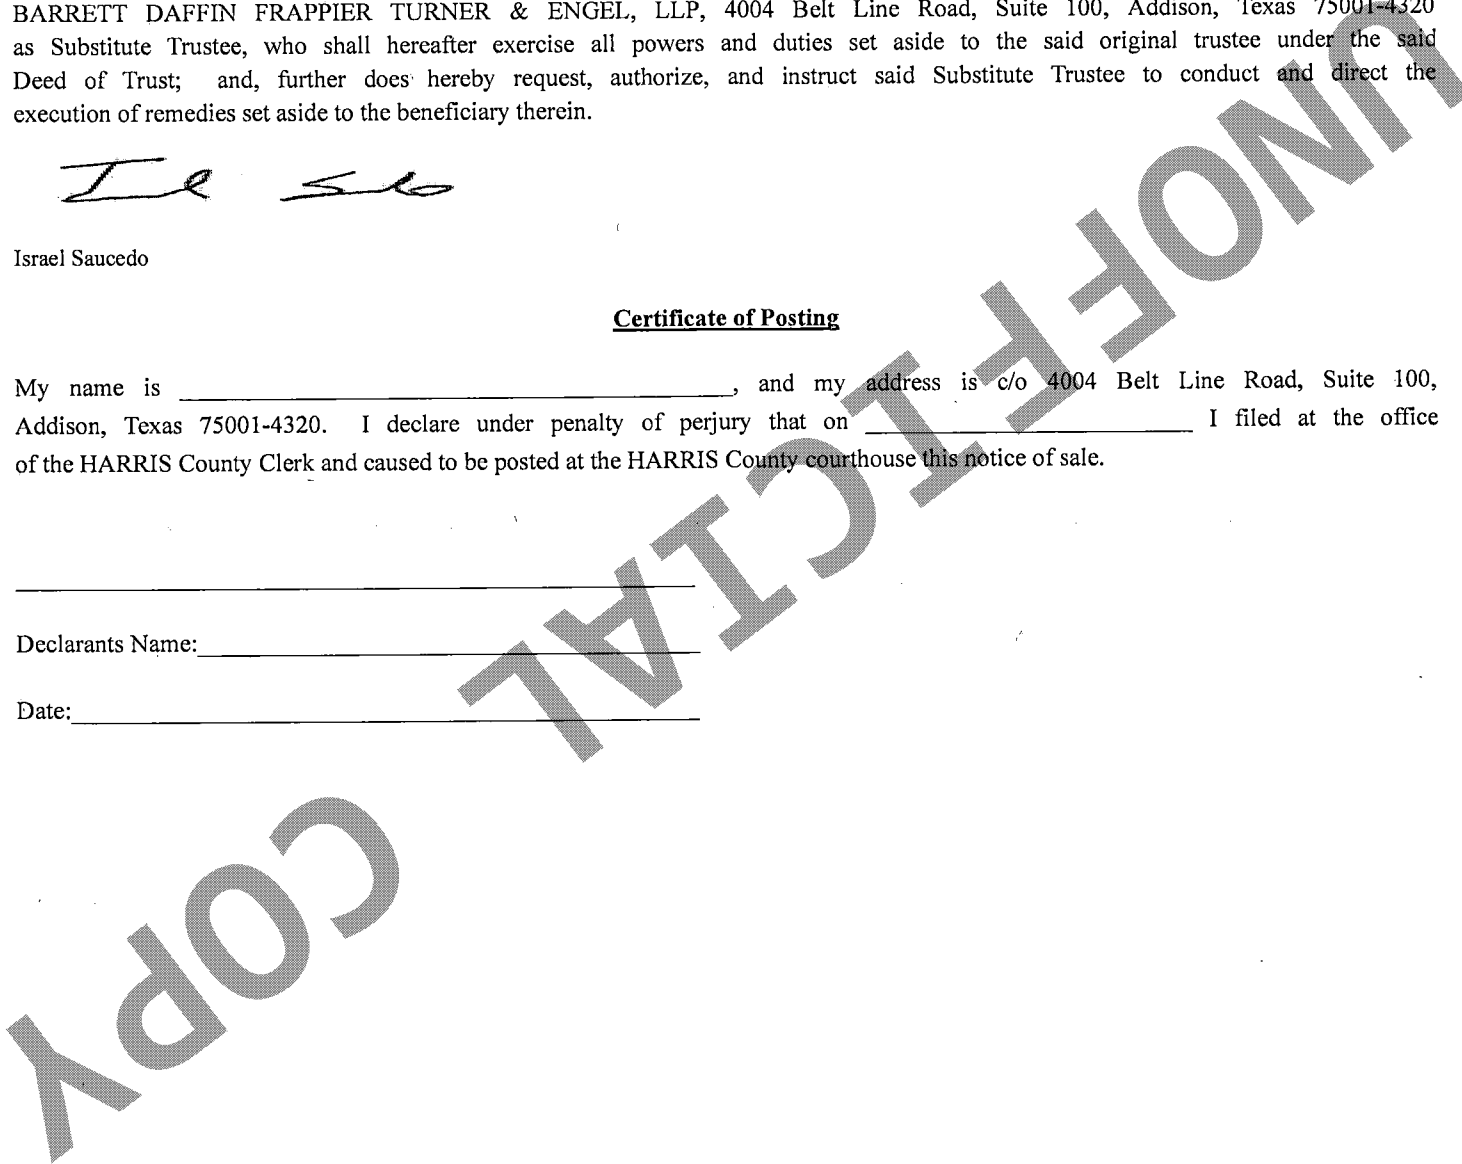 BARRETT DAFFIN FRAPPIER TURNER & ENGEL, LLP, 4004 Belt Line Road, Suite 100, Addison, Texas 75001-4320
as Substitute Trustee, who shall hereafter exercise all powers and duties set aside to the said original trustee under the said
Deed of Trust; and, further does hereby request, authorize, and instruct said Substitute Trustee to conduct and direct the
execution of remedies set aside to the beneficiary therein.
Israel Saucedo
Certificate of Posting
My name is ____________________, and my address is c/o 4004 Belt Line Road, Suite 100,
Addison, Texas 75001-4320. I declare under penalty of perjury that on ____________________ I filed at the office
of the HARRIS County Clerk and caused to be posted at the HARRIS County courthouse this notice of sale.
Declarants Name:____________________
Date:____________________
UNOFFICIAL COPY